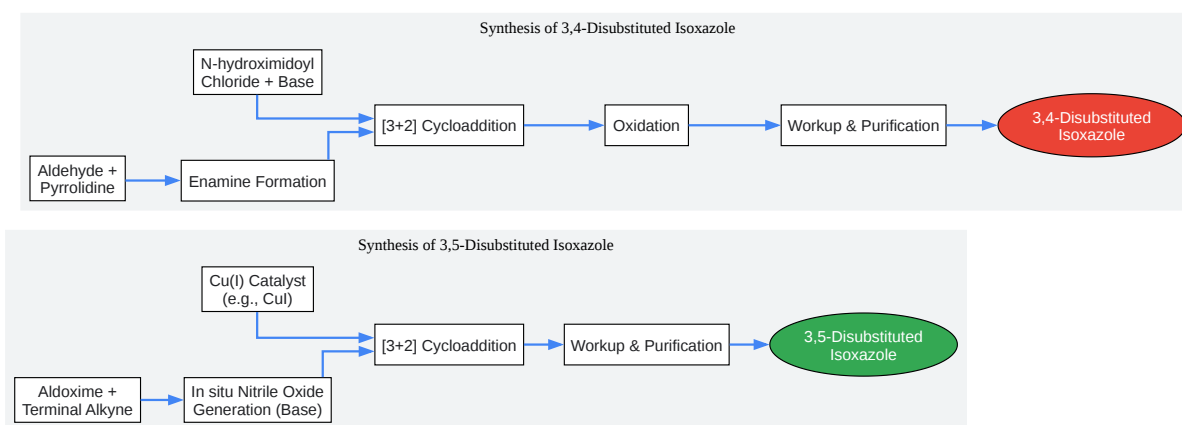 Synthesis of 3,4-Disubstituted Isoxazole
N-hydroximidoyl
Chloride + Base
[3+2] Cycloaddition
Oxidation
Workup & Purification
3,4-Disubstituted
Isoxazole
Aldehyde +
Pyrrolidine
Enamine Formation
Synthesis of 3,5-Disubstituted Isoxazole
Cu(I) Catalyst
(e.g., CuI)
[3+2] Cycloaddition
Workup & Purification
3,5-Disubstituted
Isoxazole
Aldoxime +
Terminal Alkyne
In situ Nitrile Oxide
Generation (Base)